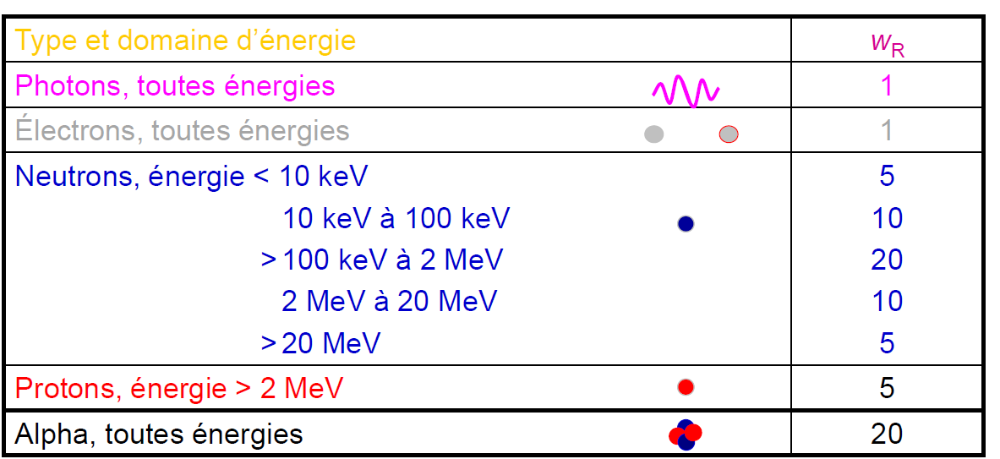 Type et domaine d’énergie wR
Photons, toutes énergies 1
Électrons, toutes énergies 1
Neutrons, énergie < 10 keV 5
10 keV à 100 keV 10
> 100 keV à 2 MeV 20
2 MeV à 20 MeV 10
> 20 MeV 5
Protons, énergie > 2 MeV 5
Alpha, toutes énergies 20